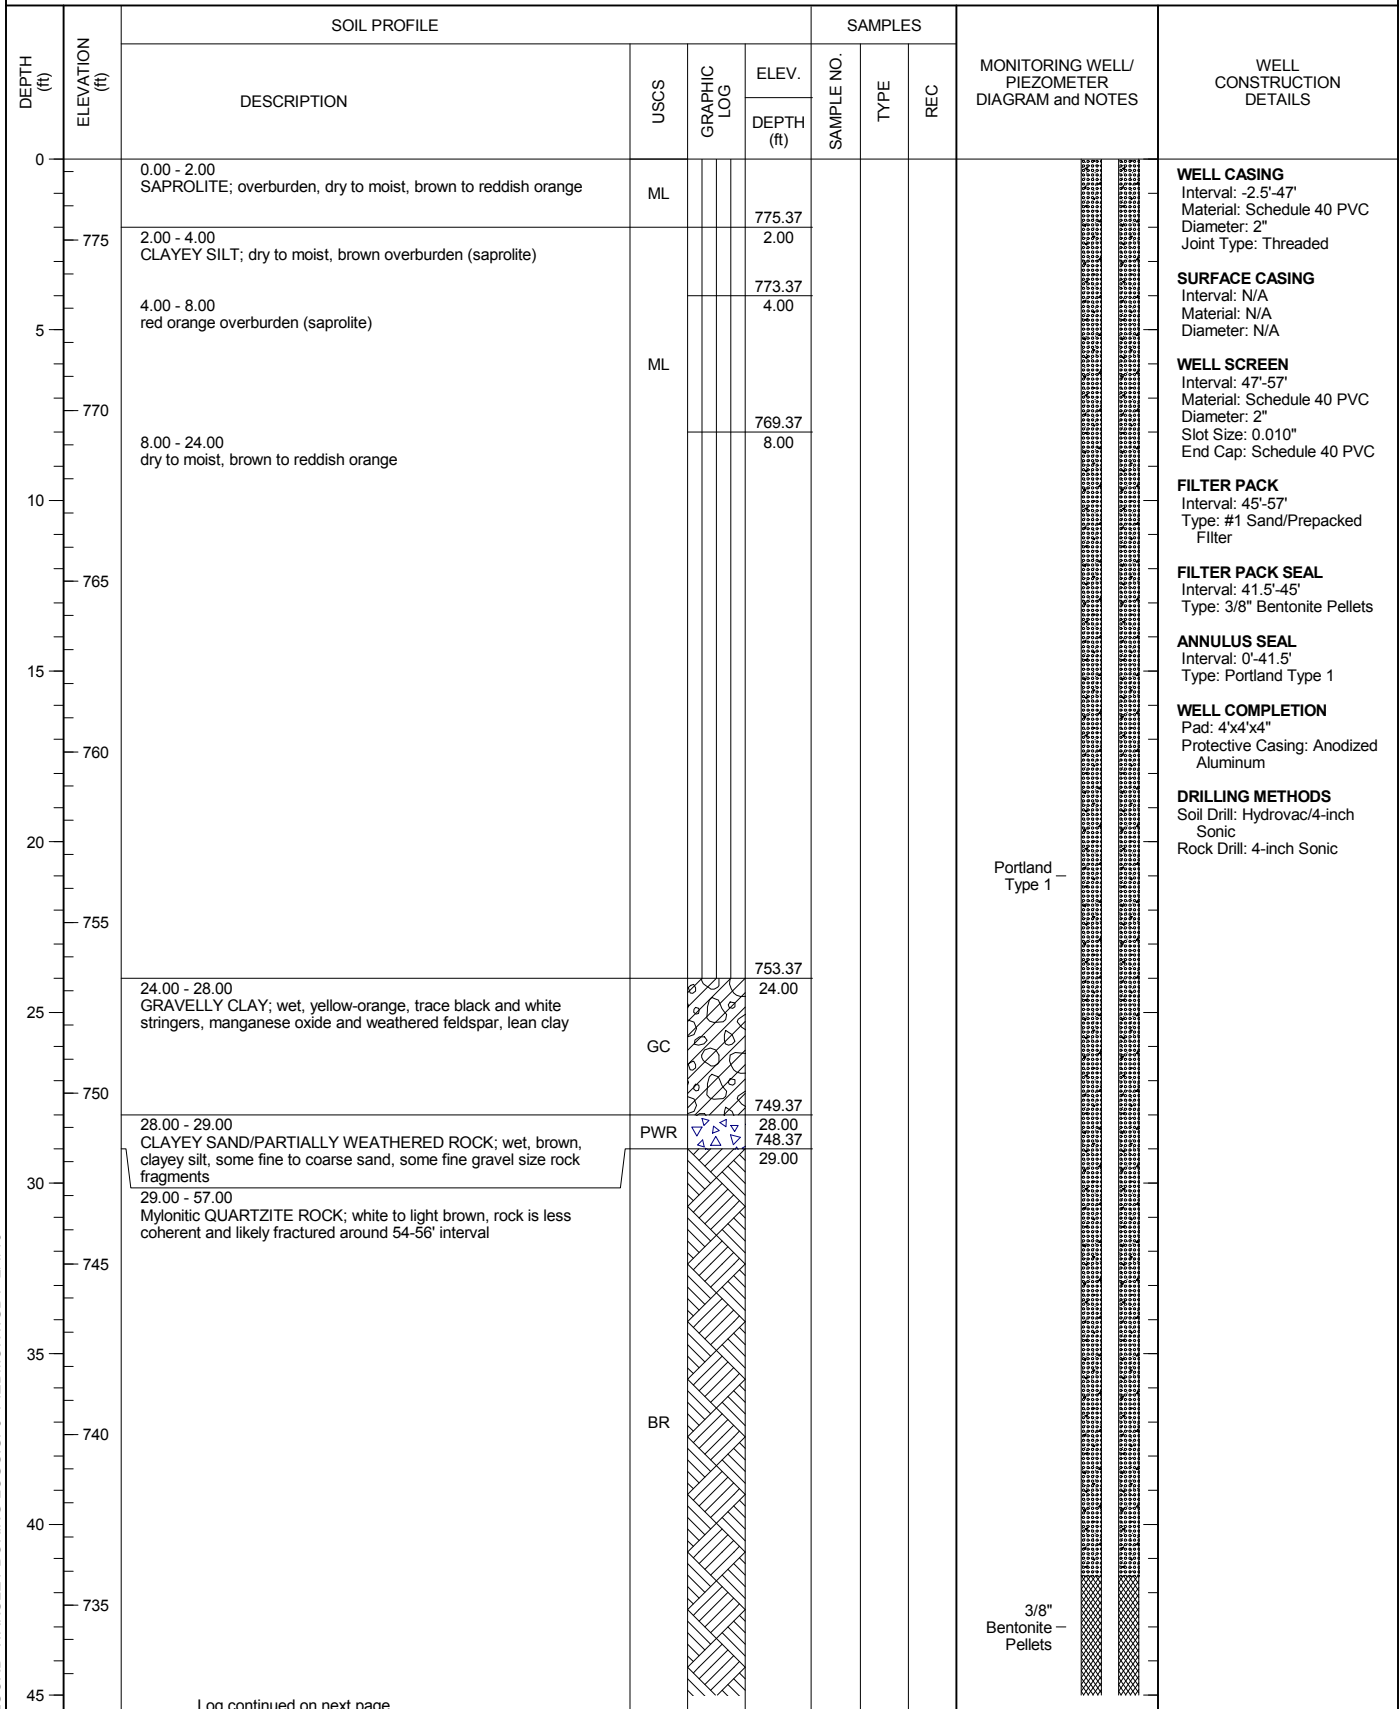 SOIL PROFILE
SAMPLES
DEPTH
(ft)
ELEVATION
(ft)
DESCRIPTION
USCS
GRAPHIC
LOG
ELEV.
DEPTH
(ft)
SAMPLE NO.
TYPE
REC
MONITORING WELL/
PIEZOMETER
DIAGRAM and NOTES
WELL
CONSTRUCTION
DETAILS
0
5
10
15
20
25
30
35
40
45
775
770
765
760
755
750
745
740
735
0.00 - 2.00
SAPROLITE; overburden, dry to moist, brown to reddish orange
ML
775.37
2.00
2.00 - 4.00
CLAYEY SILT; dry to moist, brown overburden (saprolite)
773.37
4.00
4.00 - 8.00
red orange overburden (saprolite)
ML
769.37
8.00
8.00 - 24.00
dry to moist, brown to reddish orange
753.37
24.00
24.00 - 28.00
GRAVELLY CLAY; wet, yellow-orange, trace black and white
stringers, manganese oxide and weathered feldspar, lean clay
GC
749.37
28.00
28.00 - 29.00
CLAYEY SAND/PARTIALLY WEATHERED ROCK; wet, brown,
clayey silt, some fine to coarse sand, some fine gravel size rock
fragments
PWR
748.37
29.00
29.00 - 57.00
Mylonitic QUARTZITE ROCK; white to light brown, rock is less
coherent and likely fractured around 54-56' interval
BR
Log continued on next page
Portland
Type 1
3/8"
Bentonite
Pellets
WELL CASING
Interval: -2.5'-47'
Material: Schedule 40 PVC
Diameter: 2"
Joint Type: Threaded
SURFACE CASING
Interval: N/A
Material: N/A
Diameter: N/A
WELL SCREEN
Interval: 47'-57'
Material: Schedule 40 PVC
Diameter: 2"
Slot Size: 0.010"
End Cap: Schedule 40 PVC
FILTER PACK
Interval: 45'-57'
Type: #1 Sand/Prepacked
FIlter
FILTER PACK SEAL
Interval: 41.5'-45'
Type: 3/8" Bentonite Pellets
ANNULUS SEAL
Interval: 0'-41.5'
Type: Portland Type 1
WELL COMPLETION
Pad: 4'x4'x4"
Protective Casing: Anodized
Aluminum
DRILLING METHODS
Soil Drill: Hydrovac/4-inch
Sonic
Rock Drill: 4-inch Sonic